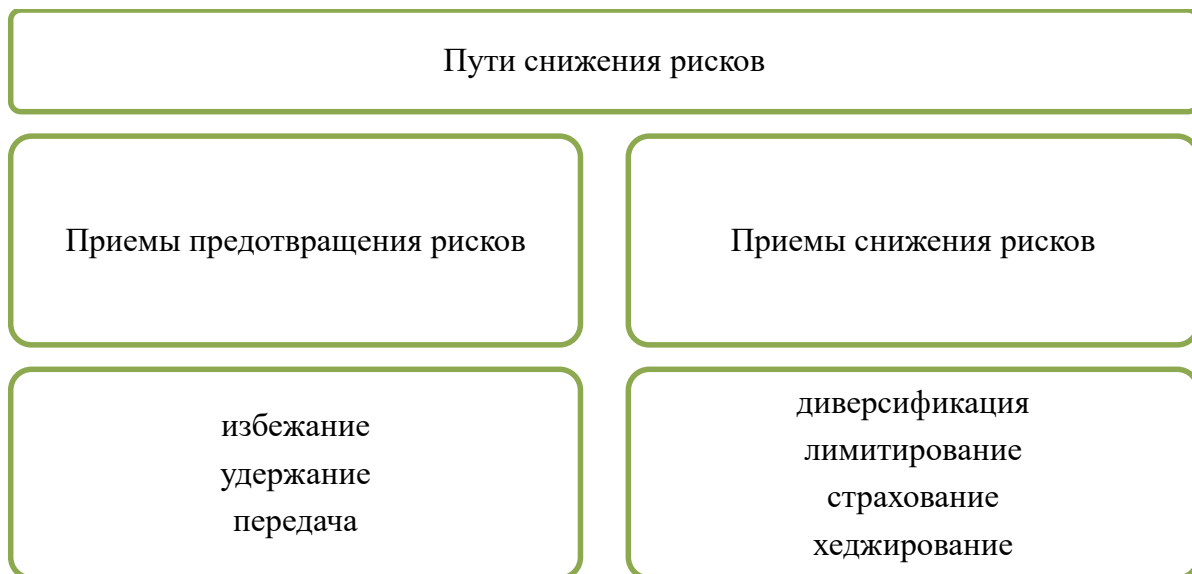 Пути снижения рисков
Приемы предотвращения рисков
Приемы снижения рисков
избежание
удержание
передача
диверсификация
лимитирование
страхование
хеджирование